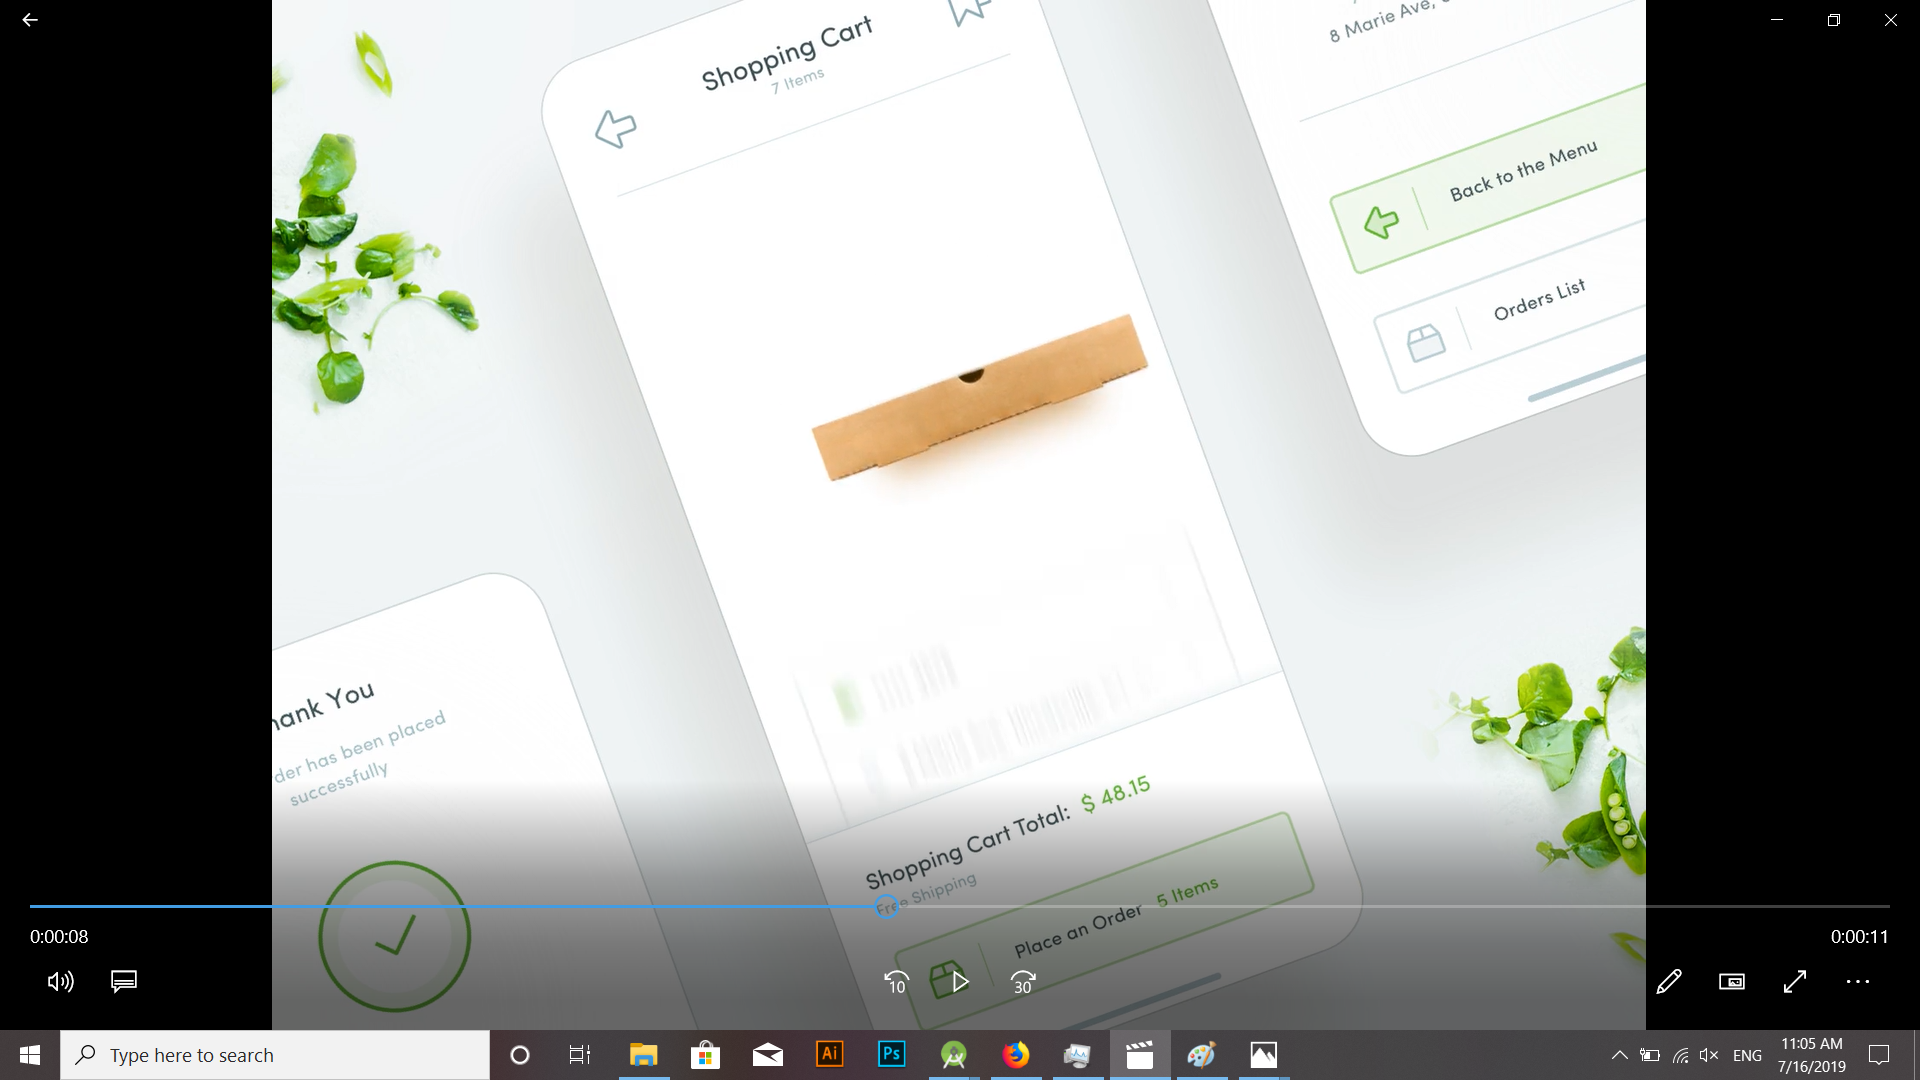 Shopping Cart
7 Items
8 Marie Ave,
Back to the Menu
Orders List
hank You
der has been placed
successfully
Shopping Cart Total: $ 48.15
Free Shipping
Place an Order 5 Items
0:00:08
0:00:11
10
30
Type here to search
Ai
Ps
ENG
11:05 AM
7/16/2019